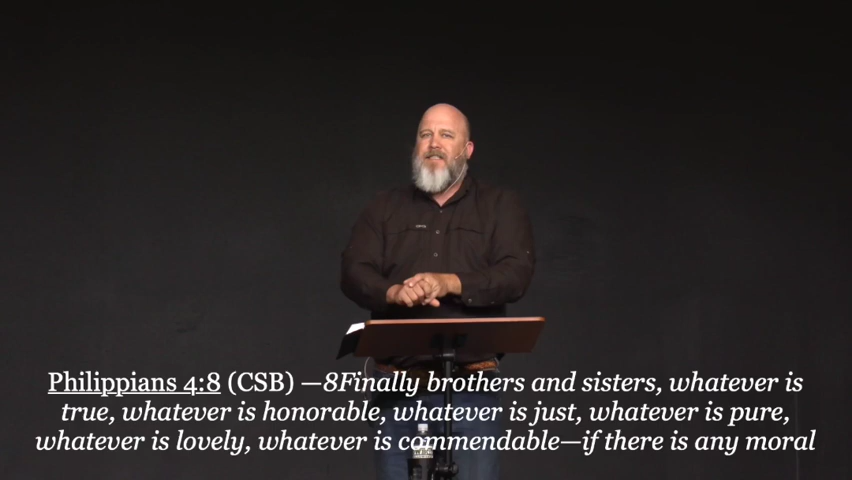 Philippians 4:8 (CSB) —8Finally brothers and sisters, whatever is
true, whatever is honorable, whatever is just, whatever is pure,
whatever is lovely, whatever is commendable—if there is any moral